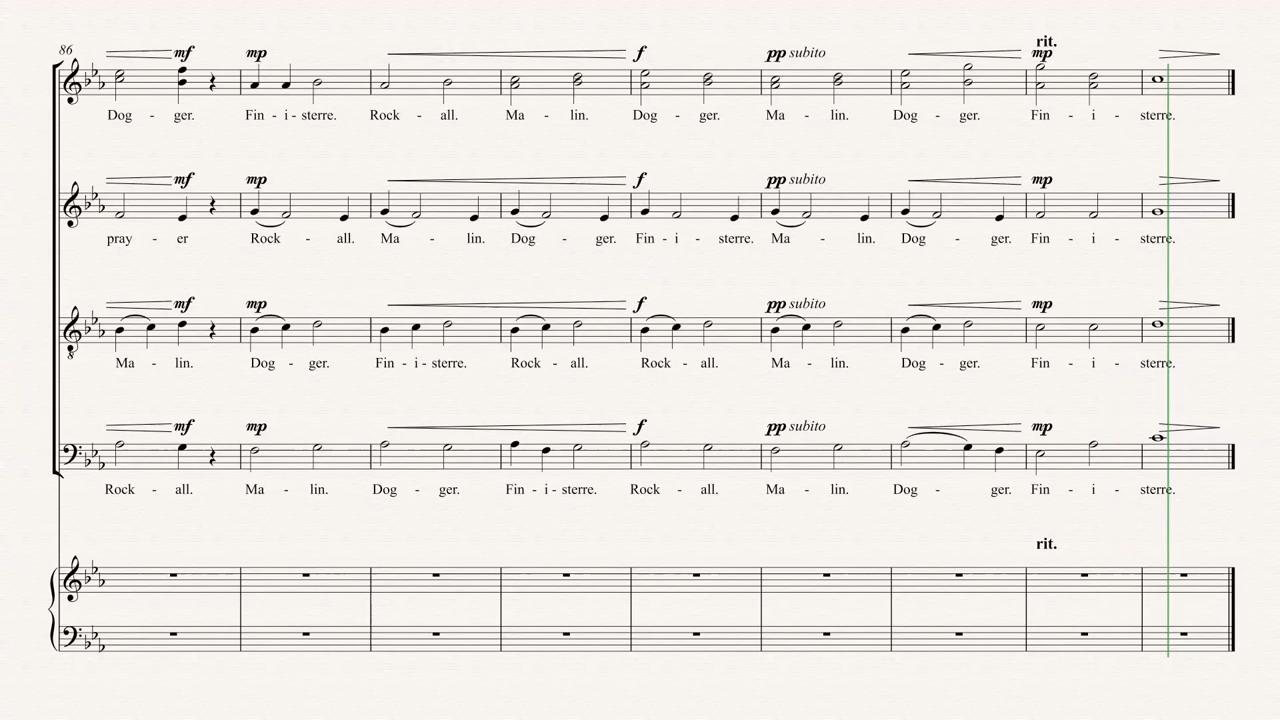 rit.
86 mf mp f pp subito mp
Dog - ger. Fin - i - sterre. Rock - all. Ma - lin. Dog - ger. Ma - lin. Dog - ger. Fin - i - sterre.
mf mp f pp subito mp
pray - er Rock - all. Ma - lin. Dog - ger. Fin - i - sterre. Ma - lin. Dog - ger. Fin - i - sterre.
mf mp f pp subito mp
Ma - lin. Dog - ger. Fin - i - sterre. Rock - all. Rock - all. Ma - lin. Dog - ger. Fin - i - sterre.
mf mp f pp subito mp
Rock - all. Ma - lin. Dog - ger. Fin - i - sterre. Rock - all. Ma - lin. Dog - ger. Fin - i - sterre.
rit.